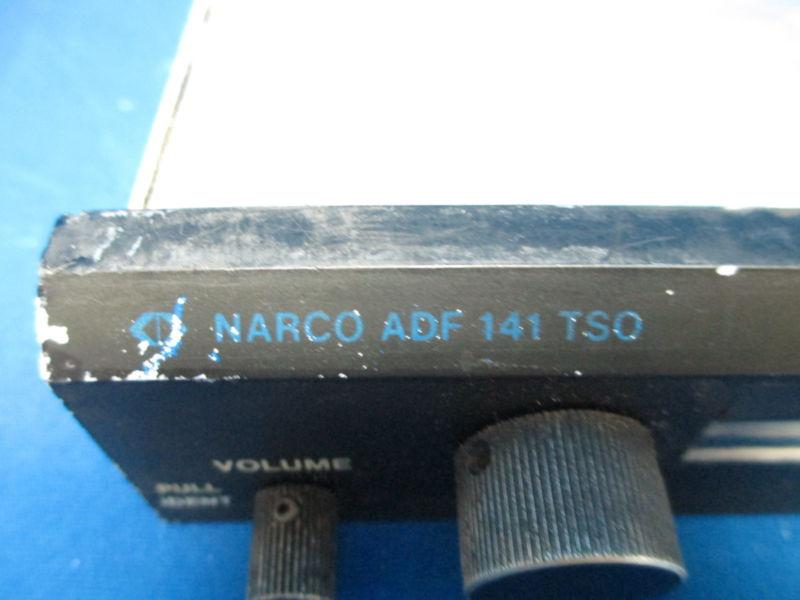 NARCO ADF 141 TSO
VOLUME
PULL
IDENT